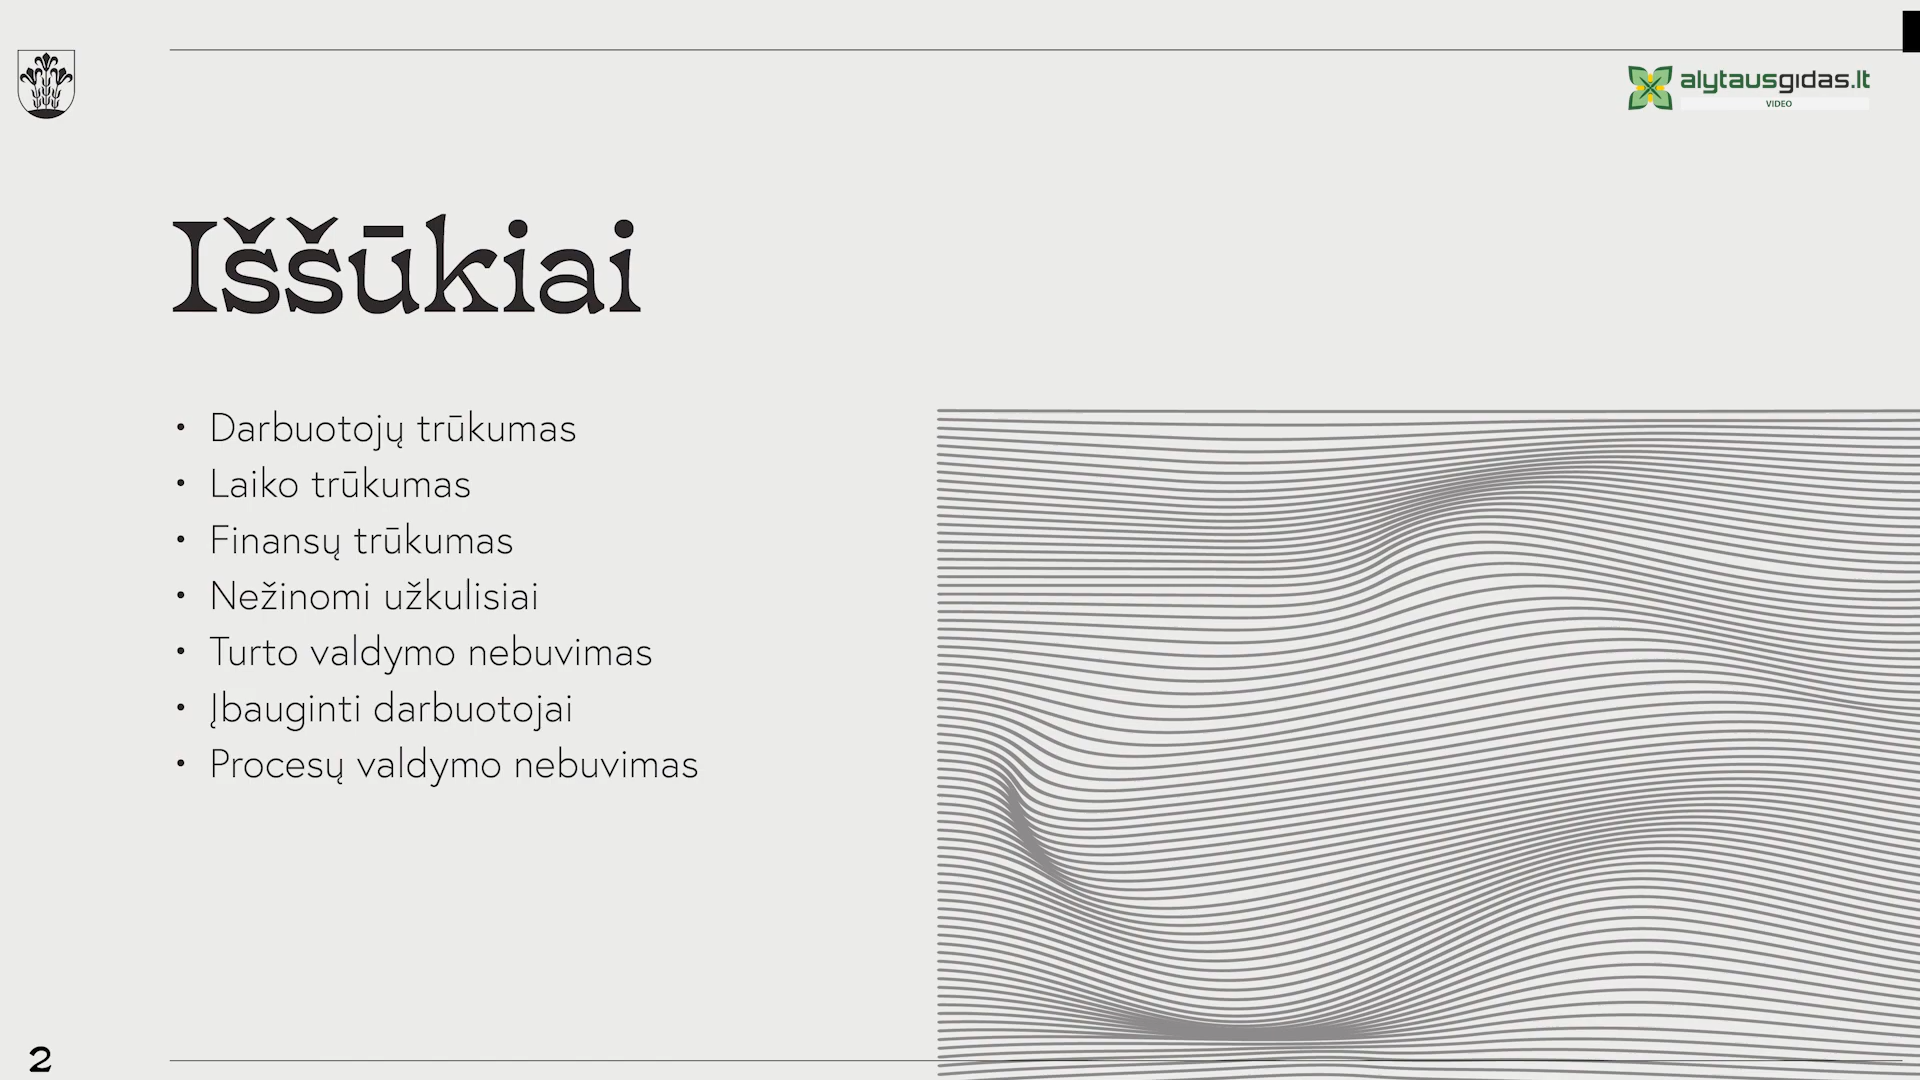 alytausgidas.lt
VIDEO
Iššūkiai
• Darbuotojų trūkumas
• Laiko trūkumas
• Finansų trūkumas
• Nežinomi užkulisiai
• Turto valdymo nebuvimas
• Įbauginti darbuotojai
• Procesų valdymo nebuvimas
2